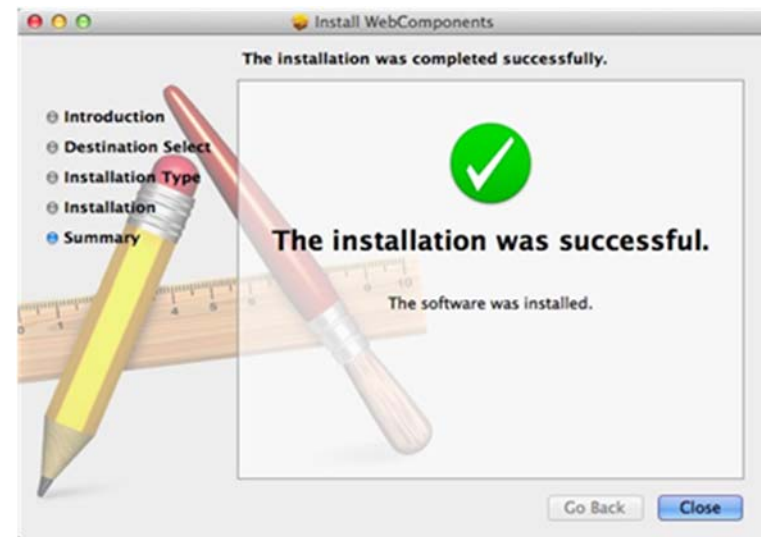 Install WebComponents
The installation was completed successfully.
Introduction
Destination Select
Installation Type
Installation
Summary
The installation was successful.
The software was installed.
Go Back
Close